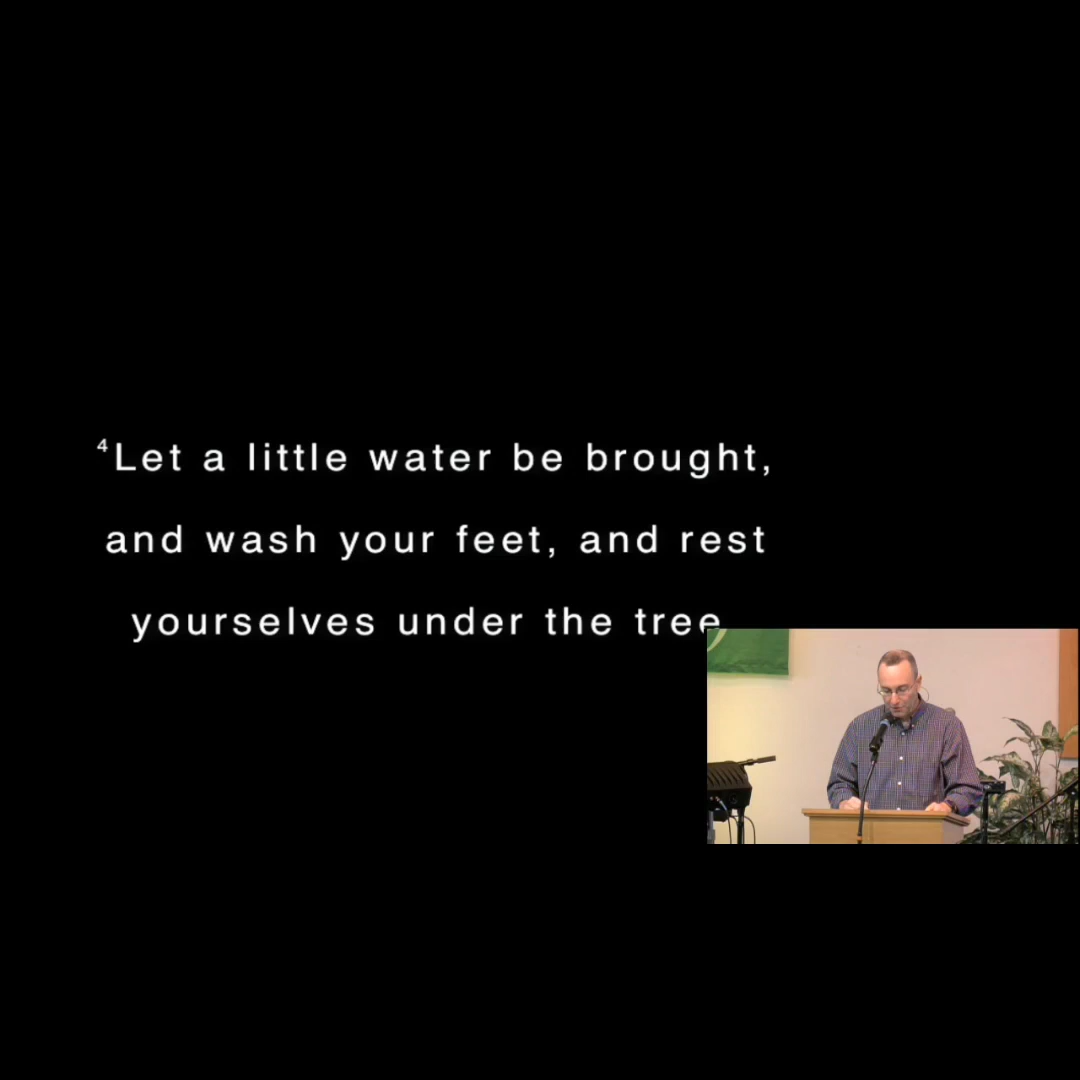 ⁴Let a little water be brought,
and wash your feet, and rest
yourselves under the tree